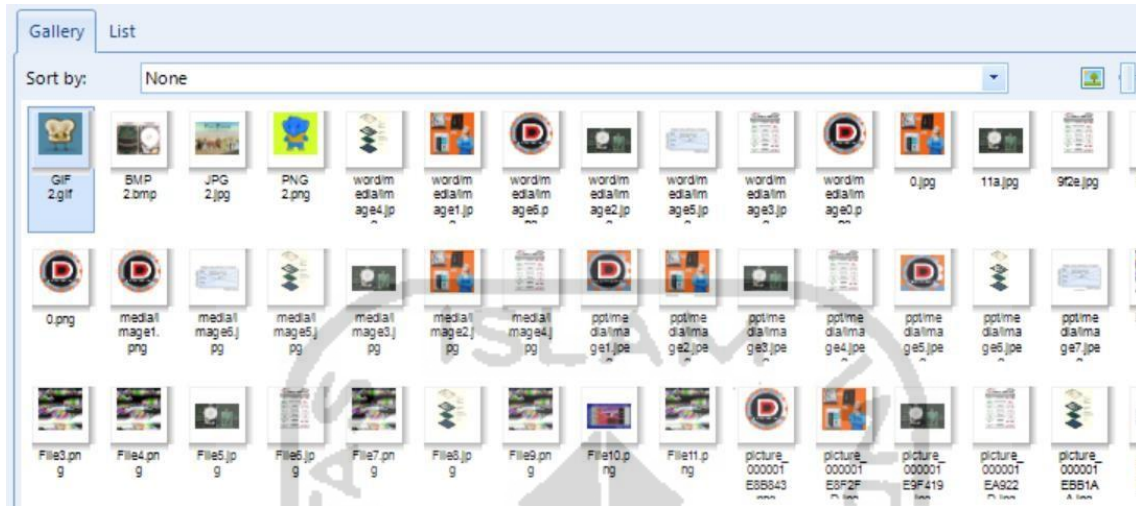 Gallery List
Sort by: None
GIF BMP JPG PNG word/m word/m word/m word/m word/m word/m word/m 0.jpg 11a.jpg 9f2e.jpg
2.gif 2.bmp 2.jpg 2.png edia/im edia/im edia/im edia/im edia/im edia/im edia/im
age4.jp age1.jp age6.p age2.jp age5.jp age3.jp age0.p
0.png media/i media/i media/i media/i media/i media/i ppt/me ppt/me ppt/me ppt/me ppt/me ppt/me ppt/me
mage1. mage6.j mage5.j mage3.j mage2.j mage4.j dia/ima dia/ima dia/ima dia/ima dia/ima dia/ima dia/ima
png pg pg pg pg pg ge1.jpe ge2.jpe ge3.jpe ge4.jpe ge5.jpe ge6.jpe ge7.jpe
ISLAM
File3.pn File4.pn File5.jp File6.jp File7.pn File8.jp File9.pn File10.p File11.p picture_ picture_ picture_ picture_ picture_
g g g g g g g ng ng 000001 000001 000001 000001 000001
E8B843 E8F2F E9F419 EA922 EBB1A
TAS